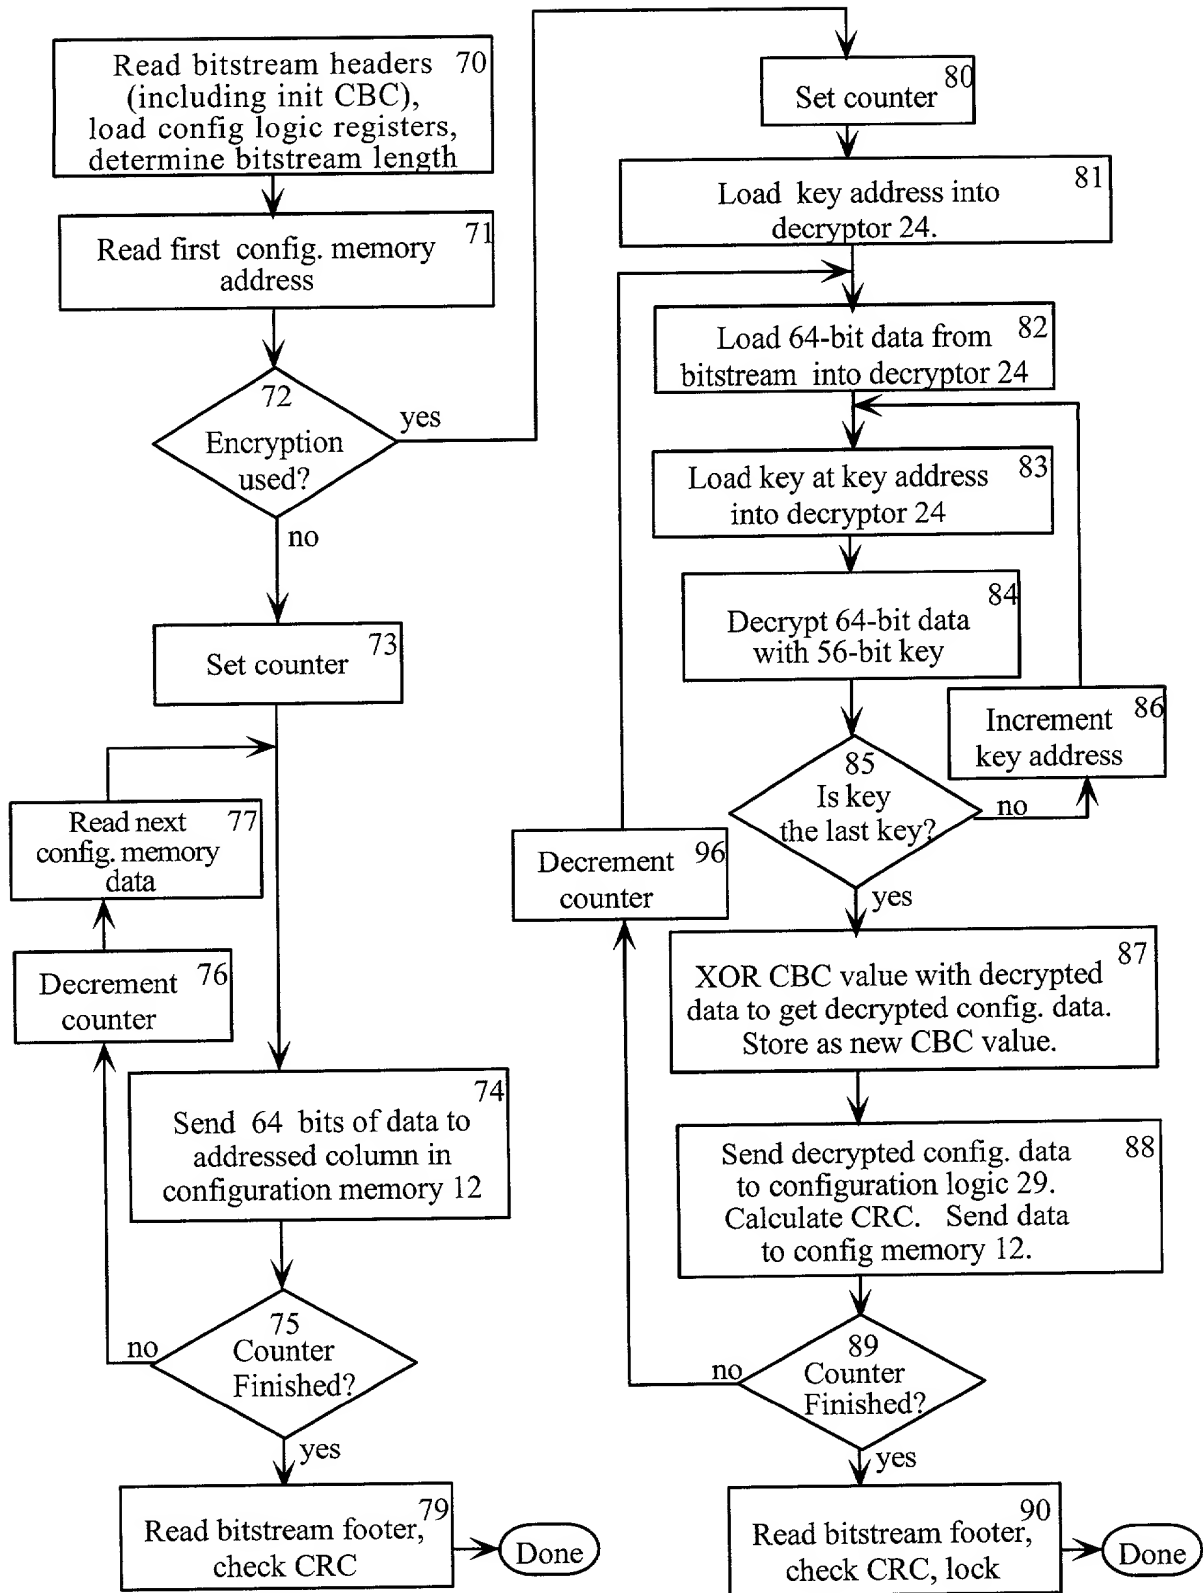 Read bitstream headers 70
(including init CBC),
load config logic registers,
determine bitstream length
Read first config. memory 71
address
72
Encryption
used?
yes
no
73
Set counter
Read next 77
config. memory
data
Decrement 76
counter
74
Send 64 bits of data to
addressed column in
configuration memory 12
75
Counter
Finished?
no
yes
79
Read bitstream footer,
check CRC
Done
80
Set counter
81
Load key address into
decryptor 24.
Load 64-bit data from 82
bitstream into decryptor 24
Load key at key address 83
into decryptor 24
84
Decrypt 64-bit data
with 56-bit key
85
Is key
the last key?
no
Increment 86
key address
yes
Decrement 96
counter
87
XOR CBC value with decrypted
data to get decrypted config. data.
Store as new CBC value.
Send decrypted config. data 88
to configuration logic 29.
Calculate CRC. Send data
to config memory 12.
89
Counter
Finished?
no
yes
90
Read bitstream footer,
check CRC, lock
Done